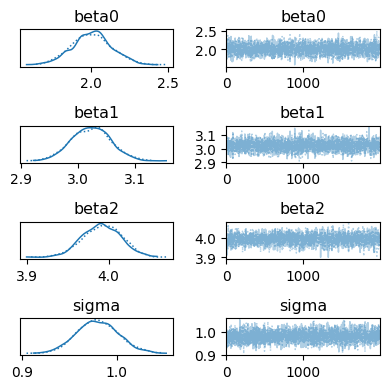 beta0 beta0
2.5
2.0
2.0 2.5 0 1000
beta1 beta1
3.1
3.0
2.9
2.9 3.0 3.1 0 1000
beta2 beta2
4.0
3.9
3.9 4.0 0 1000
sigma sigma
1.0
0.9
0.9 1.0 0 1000